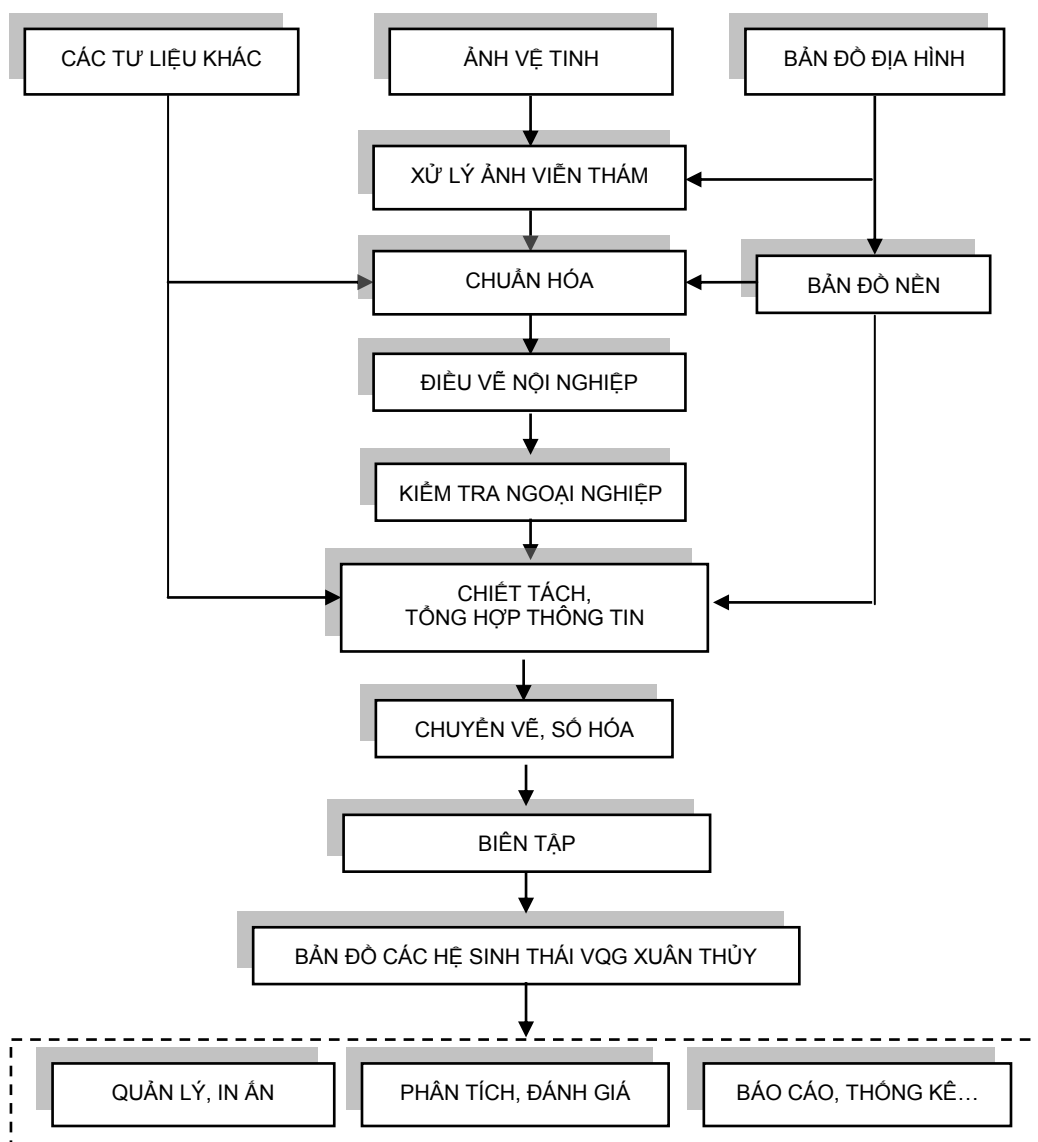 CÁC TƯ LIỆU KHÁC
ẢNH VỆ TINH
BẢN ĐỒ ĐỊA HÌNH
XỬ LÝ ẢNH VIỄN THÁM
CHUẨN HÓA
BẢN ĐỒ NỀN
ĐIỀU VẼ NỘI NGHIỆP
KIỂM TRA NGOẠI NGHIỆP
CHIẾT TÁCH,
TỔNG HỢP THÔNG TIN
CHUYỂN VẼ, SỐ HÓA
BIÊN TẬP
BẢN ĐỒ CÁC HỆ SINH THÁI VQG XUÂN THỦY
QUẢN LÝ, IN ẤN
PHÂN TÍCH, ĐÁNH GIÁ
BÁO CÁO, THỐNG KÊ…